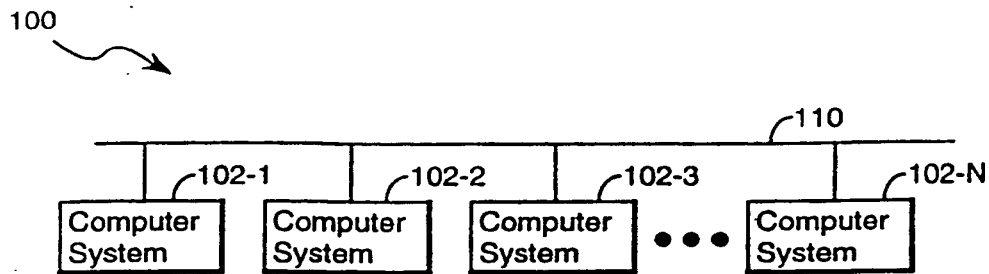 100
110
102-1
102-2
102-3
102-N
Computer System
Computer System
Computer System
Computer System